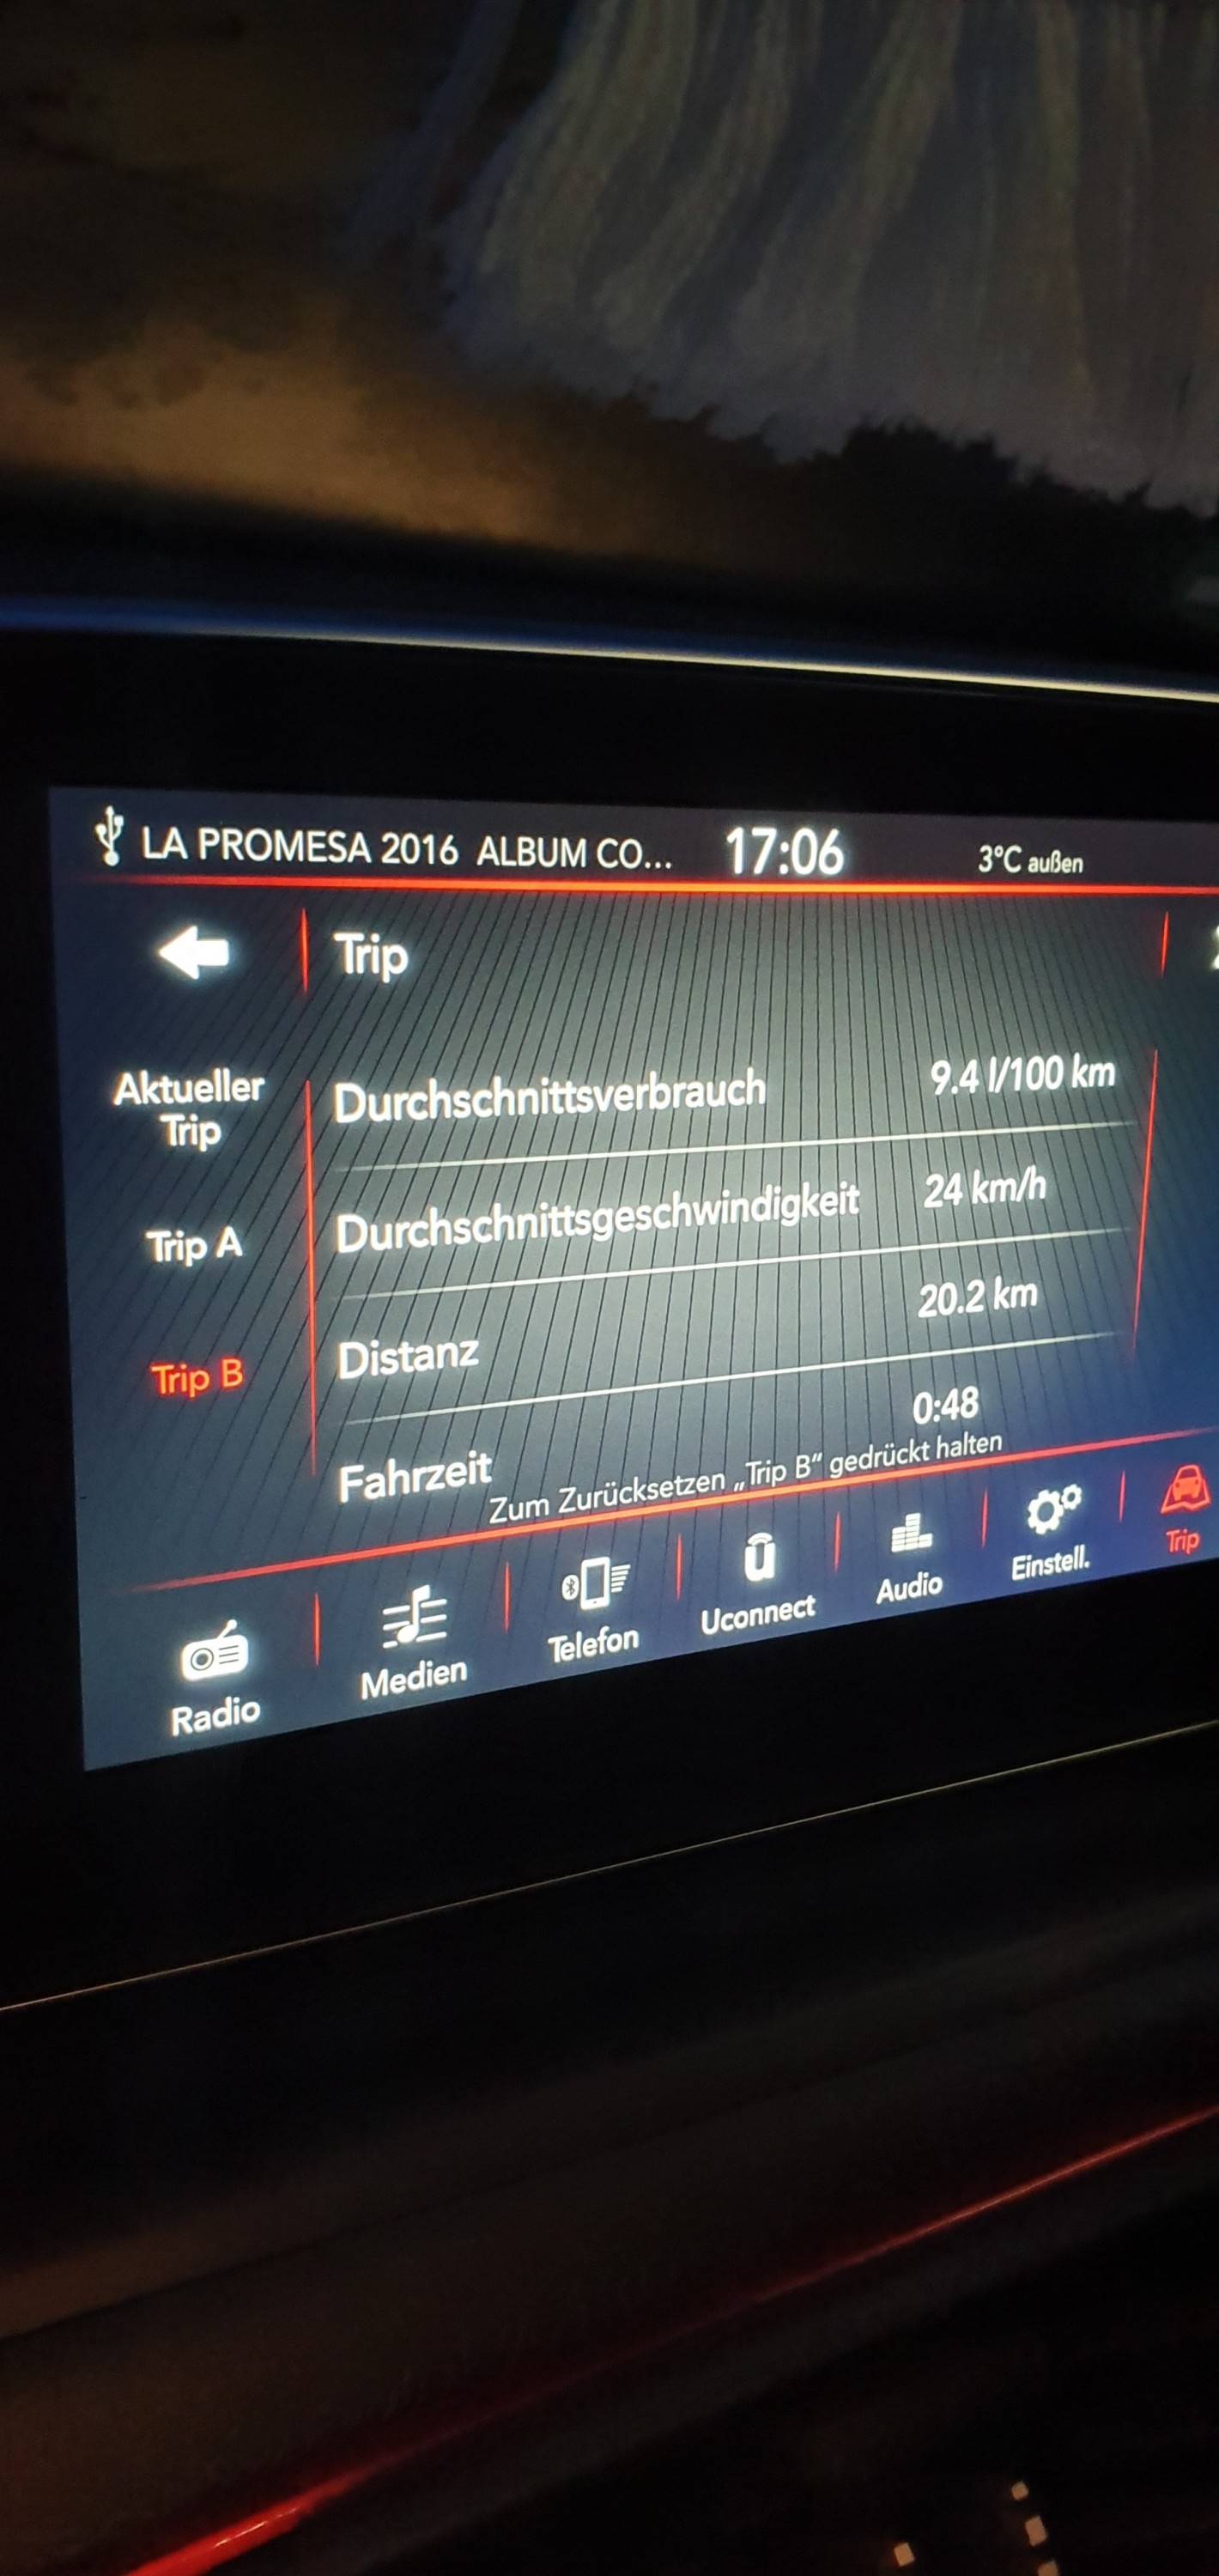 LA PROMESA 2016 ALBUM CO... 17:06 3°C außen
Trip
Aktueller
Trip
Durchschnittsverbrauch 9.4 l/100 km
Durchschnittsgeschwindigkeit 24 km/h
Trip A
Distanz 20.2 km
Trip B
Fahrzeit 0:48
Zum Zurücksetzen „Trip B“ gedrückt halten
Radio Medien Telefon Uconnect Audio Einstell. Trip